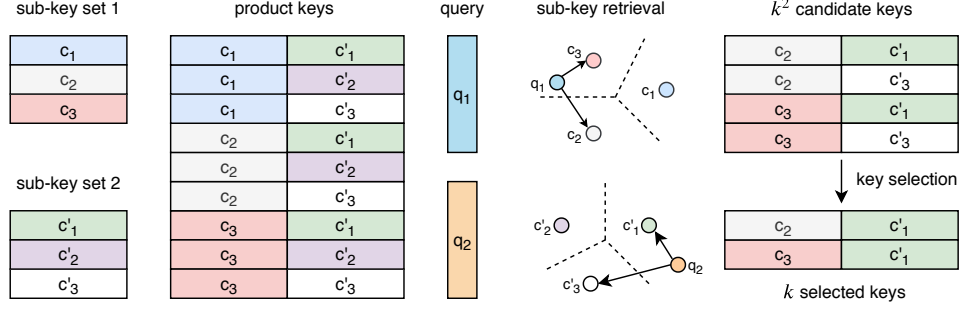 sub-key set 1
c1
c2
c3
sub-key set 2
c'1
c'2
c'3
product keys
c1 c'1
c1 c'2
c1 c'3
c2 c'1
c2 c'2
c2 c'3
c3 c'1
c3 c'2
c3 c'3
query
q1
q2
sub-key retrieval
c3
q1
c1
c2
c'2
c'1
q2
c'3
k² candidate keys
c2 c'1
c2 c'3
c3 c'1
c3 c'3
key selection
c2 c'1
c3 c'1
k selected keys